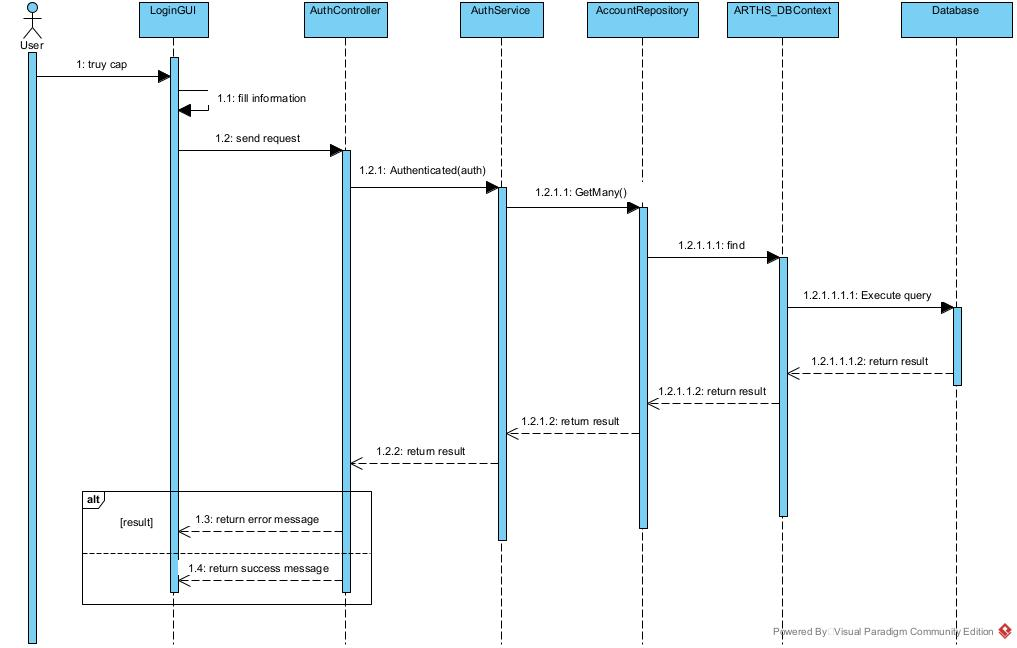 LoginGUI
AuthController
AuthService
AccountRepository
ARTHS_DBContext
Database
User
1: truy cap
1.1: fill information
1.2: send request
1.2.1: Authenticated(auth)
1.2.1.1: GetMany()
1.2.1.1.1: find
1.2.1.1.1.1: Execute query
1.2.1.1.1.2: return result
1.2.1.1.2: return result
1.2.1.2: return result
1.2.2: return result
alt
[result]
1.3: return error message
1.4: return success message
Powered By: Visual Paradigm Community Edition